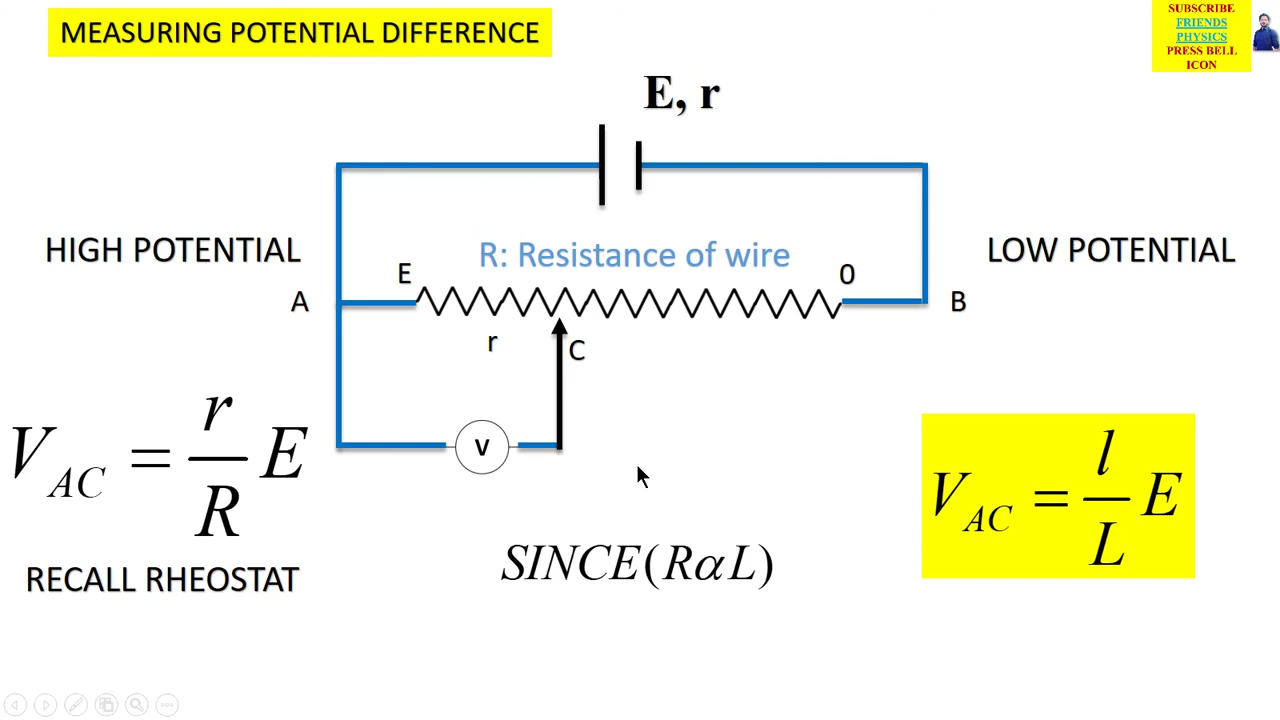 MEASURING POTENTIAL DIFFERENCE
SUBSCRIBE
FRIENDS
PHYSICS
PRESS BELL
ICON
E, r
HIGH POTENTIAL
R: Resistance of wire
LOW POTENTIAL
E
0
A
B
r
C
V
V_AC = r/R E
V_AC = l/L E
SINCE(RαL)
RECALL RHEOSTAT